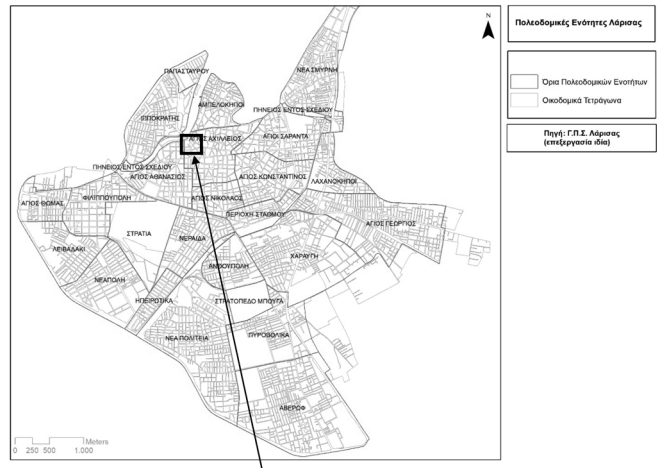 Πολεοδομικές Ενότητες Λάρισας
Όρια Πολεοδομικών Ενοτήτων
Οικοδομικά Τετράγωνα
Πηγή: Γ.Π.Σ. Λάρισας
(επεξεργασία ιδία)
N
ΠΑΠΑΣΤΑΥΡΟΥ
ΝΕΑ ΣΜΥΡΝΗ
ΑΜΠΕΛΟΚΗΠΟΙ
ΠΗΝΕΙΟΣ ΕΝΤΟΣ ΣΧΕΔΙΟΥ
ΙΠΠΟΚΡΑΤΗΣ
ΑΓΙΟΣ ΑΧΙΛΛΕΙΟΣ
ΑΓΙΟΙ ΣΑΡΑΝΤΑ
ΠΗΝΕΙΟΣ ΕΝΤΟΣ ΣΧΕΔΙΟΥ
ΑΓΙΟΣ ΑΘΑΝΑΣΙΟΣ
ΑΓΙΟΣ ΚΩΝΣΤΑΝΤΙΝΟΣ
ΛΑΧΑΝΟΚΗΠΟΙ
ΑΓΙΟΣ ΘΩΜΑΣ
ΦΙΛΙΠΠΟΥΠΟΛΗ
ΑΓΙΟΣ ΝΙΚΟΛΑΟΣ
ΠΕΡΙΟΧΗ ΣΤΑΘΜΟΥ
ΑΓΙΟΣ ΓΕΩΡΓΙΟΣ
ΣΤΡΑΤΙΑ
ΝΕΡΑΙΔΑ
ΛΕΙΒΑΔΑΚΙ
ΧΑΡΑΥΓΗ
ΑΝΘΟΥΠΟΛΗ
ΝΕΑΠΟΛΗ
ΗΠΕΙΡΩΤΙΚΑ
ΣΤΡΑΤΟΠΕΔΟ ΜΠΟΥΓΑ
ΝΕΑ ΠΟΛΙΤΕΙΑ
ΠΥΡΟΒΟΛΙΚΑ
ΑΒΕΡΩΦ
Meters
0 250 500 1.000